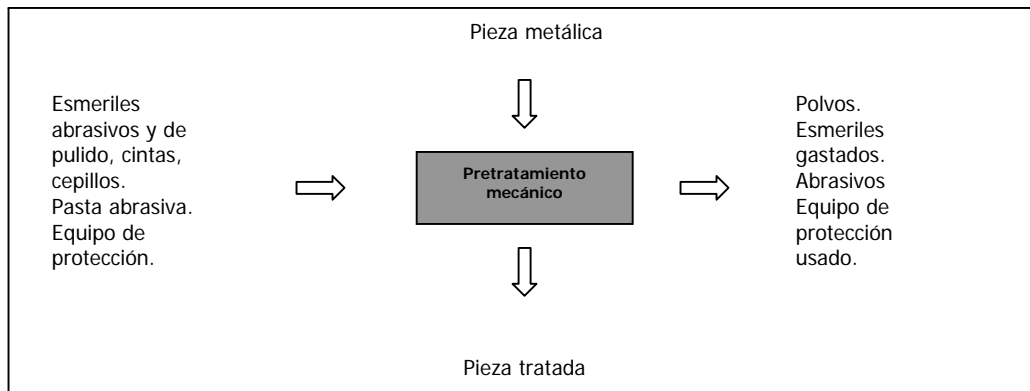 Pieza metálica
Esmeriles
abrasivos y de
pulido, cintas,
cepillos.
Pasta abrasiva.
Equipo de
protección.
Pretratamiento
mecánico
Polvos.
Esmeriles
gastados.
Abrasivos
Equipo de
protección
usado.
Pieza tratada